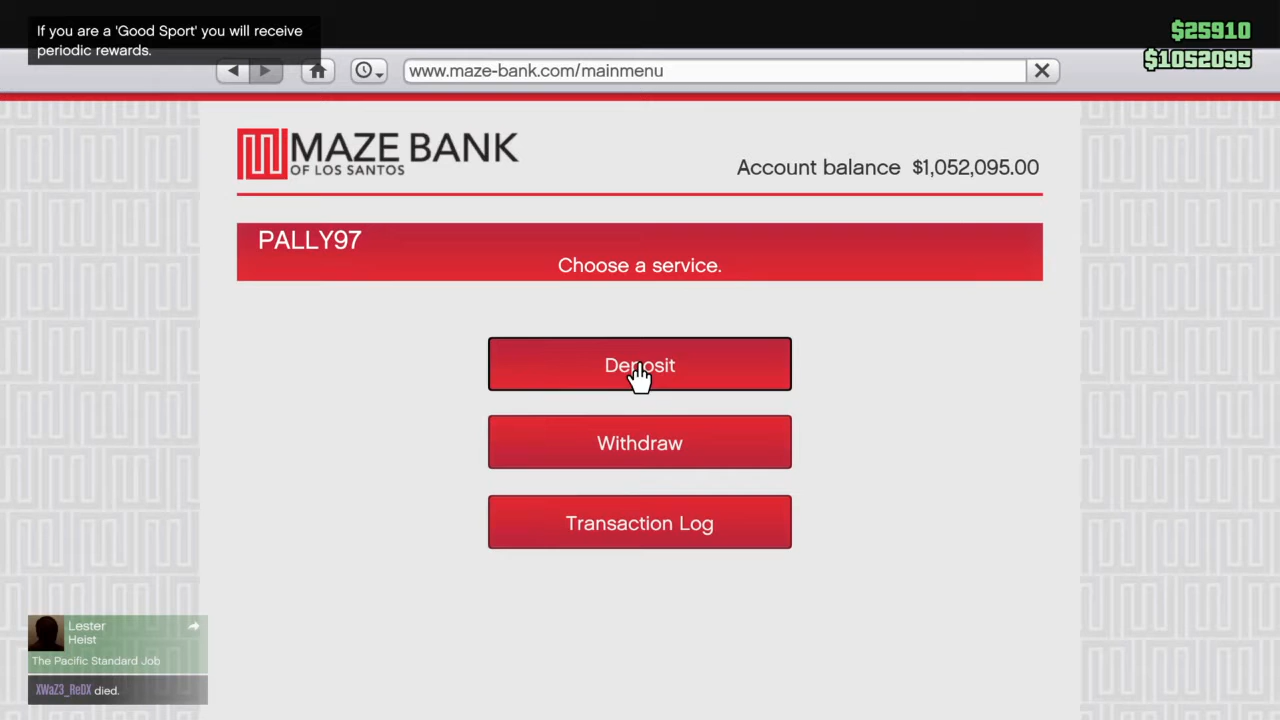 If you are a 'Good Sport' you will receive
periodic rewards.
$25910
$1052095
www.maze-bank.com/mainmenu
MAZE BANK
OF LOS SANTOS
Account balance $1,052,095.00
PALLY97
Choose a service.
Deposit
Withdraw
Transaction Log
Lester
Heist
The Pacific Standard Job
XWaZ3_ReDX died.